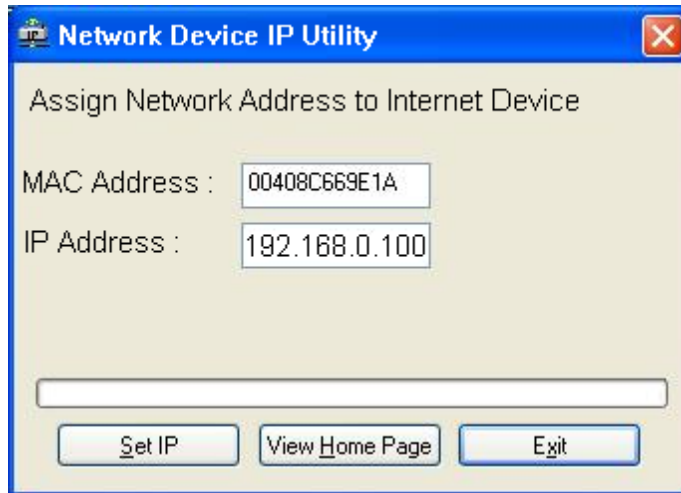 Network Device IP Utility
Assign Network Address to Internet Device
MAC Address : 00408C669E1A
IP Address : 192.168.0.100
Set IP View Home Page Exit